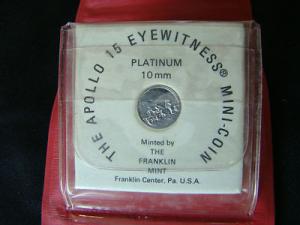 THE APOLLO 15 EYEWITNESS® MINI-COIN
PLATINUM
10mm
Minted by
THE
FRANKLIN
MINT
Franklin Center, Pa. U.S.A.